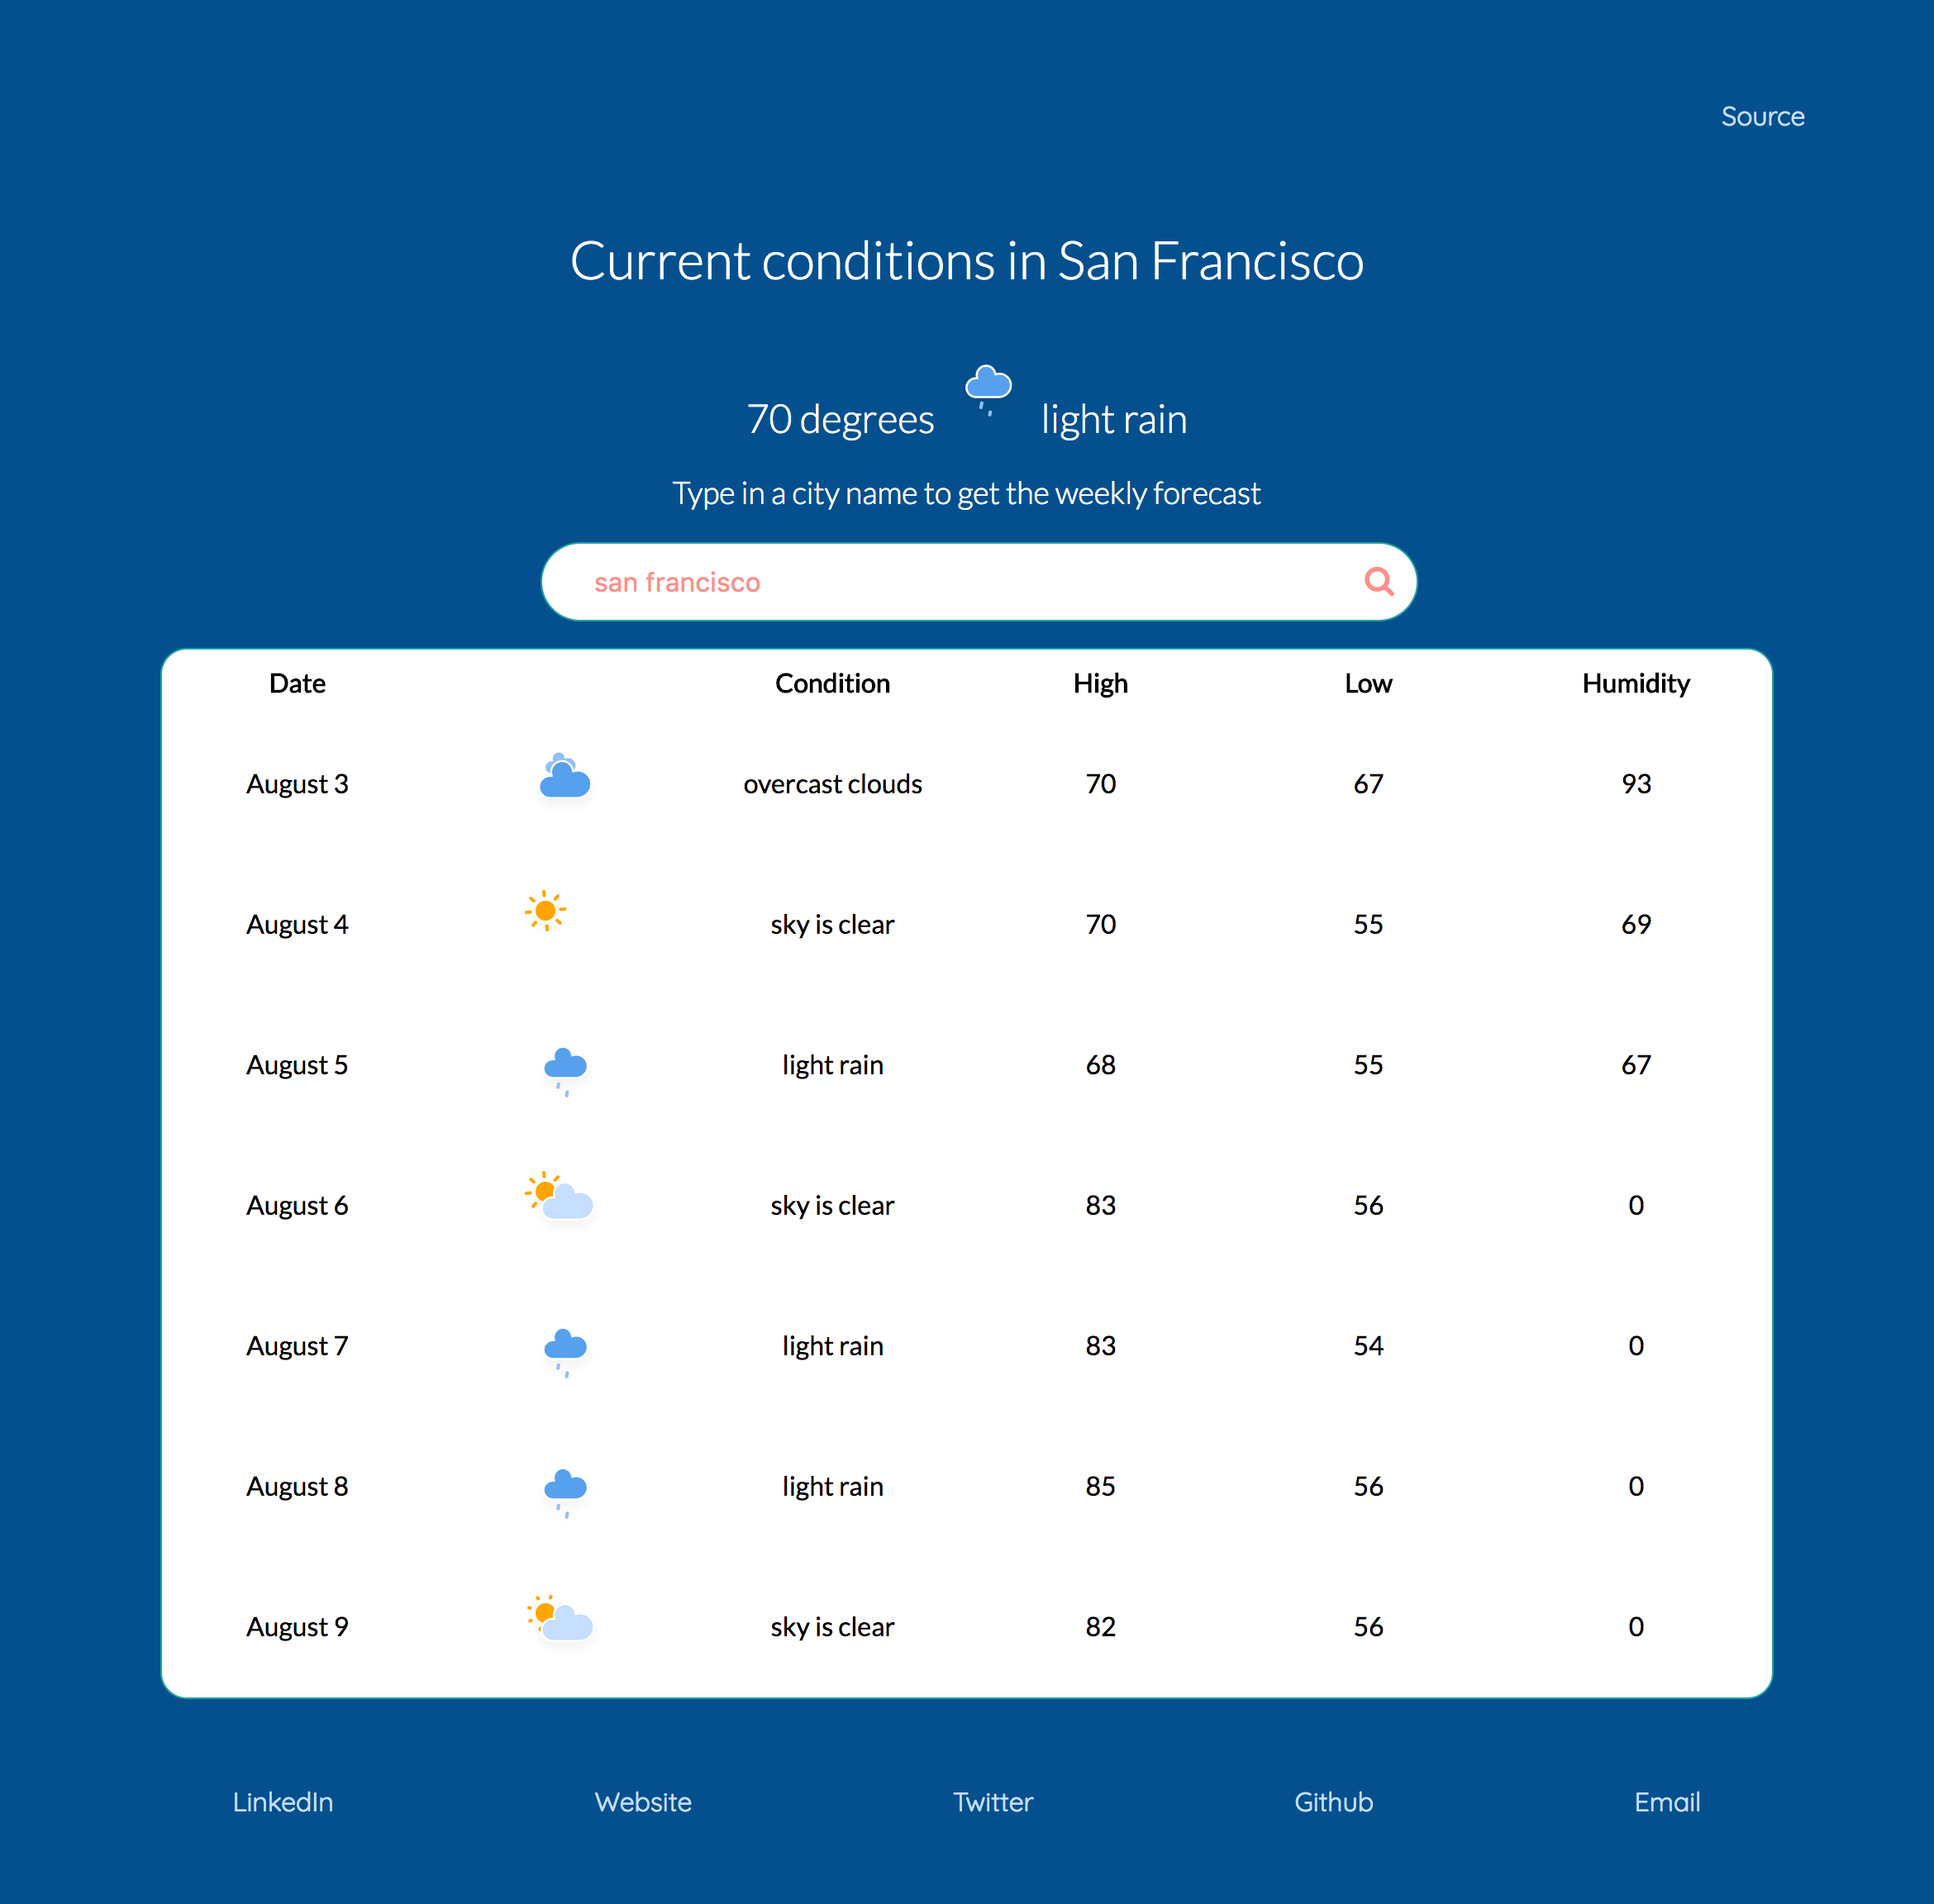 Source
Current conditions in San Francisco
70 degrees light rain
Type in a city name to get the weekly forecast
san francisco
Date Condition High Low Humidity
August 3 overcast clouds 70 67 93
August 4 sky is clear 70 55 69
August 5 light rain 68 55 67
August 6 sky is clear 83 56 0
August 7 light rain 83 54 0
August 8 light rain 85 56 0
August 9 sky is clear 82 56 0
LinkedIn Website Twitter Github Email